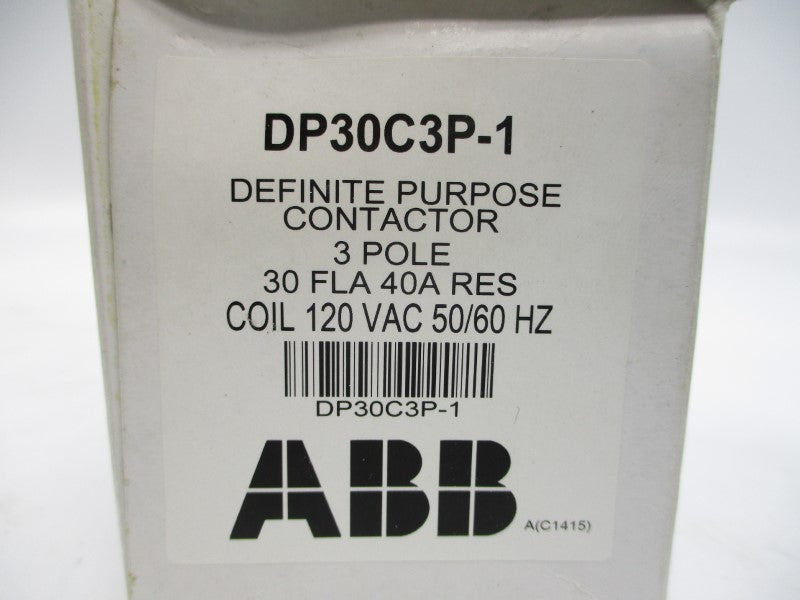 DP30C3P-1
DEFINITE PURPOSE
CONTACTOR
3 POLE
30 FLA 40A RES
COIL 120 VAC 50/60 HZ
DP30C3P-1
ABB
A(C1415)